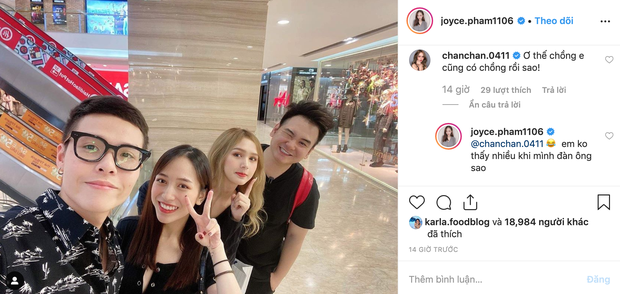 joyce.pham1106 • Theo dõi
chanchan.0411 Ơ thế chồng e
cũng có chồng rồi sao!
14 giờ 29 lượt thích Trả lời
Ẩn câu trả lời
joyce.pham1106
@chanchan.0411 😂 em ko
thấy nhiều khi mình đàn ông
sao
karla.foodblog và 18,984 người khác
đã thích
14 GIỜ TRƯỚC
Thêm bình luận... Đăng